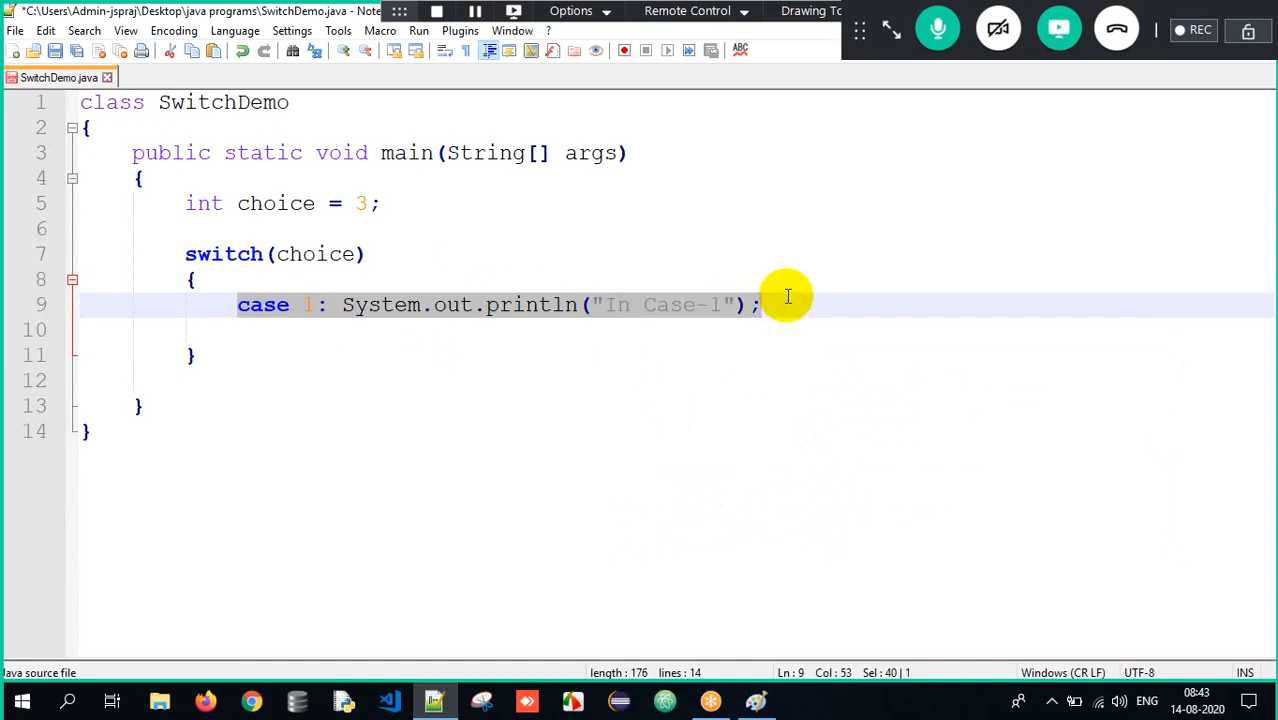 *C:\Users\Admin-jspraj\Desktop\java programs\SwitchDemo.java - Note
Options
Remote Control
Drawing To
REC
File Edit Search View Encoding Language Settings Tools Macro Run Plugins Window ?
ABC
SwitchDemo.java
1 class SwitchDemo
2 {
3 public static void main(String[] args)
4 {
5 int choice = 3;
6
7 switch(choice)
8 {
9 case 1: System.out.println("In Case-1");
10
11 }
12
13 }
14 }
Java source file length : 176 lines : 14 Ln : 9 Col : 53 Sel : 40 | 1 Windows (CR LF) UTF-8 INS
ENG
08:43
14-08-2020